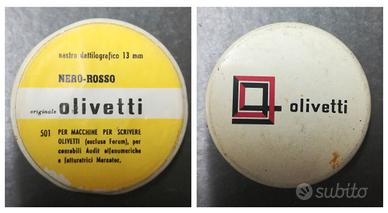 nastro dattilografico 13 mm
NERO-ROSSO
originale olivetti
501 PER MACCHINE PER SCRIVERE
OLIVETTI (escluse Forum), per
contabili Audit alfanumeriche
e fatturatrici Mercator.
olivetti
subito